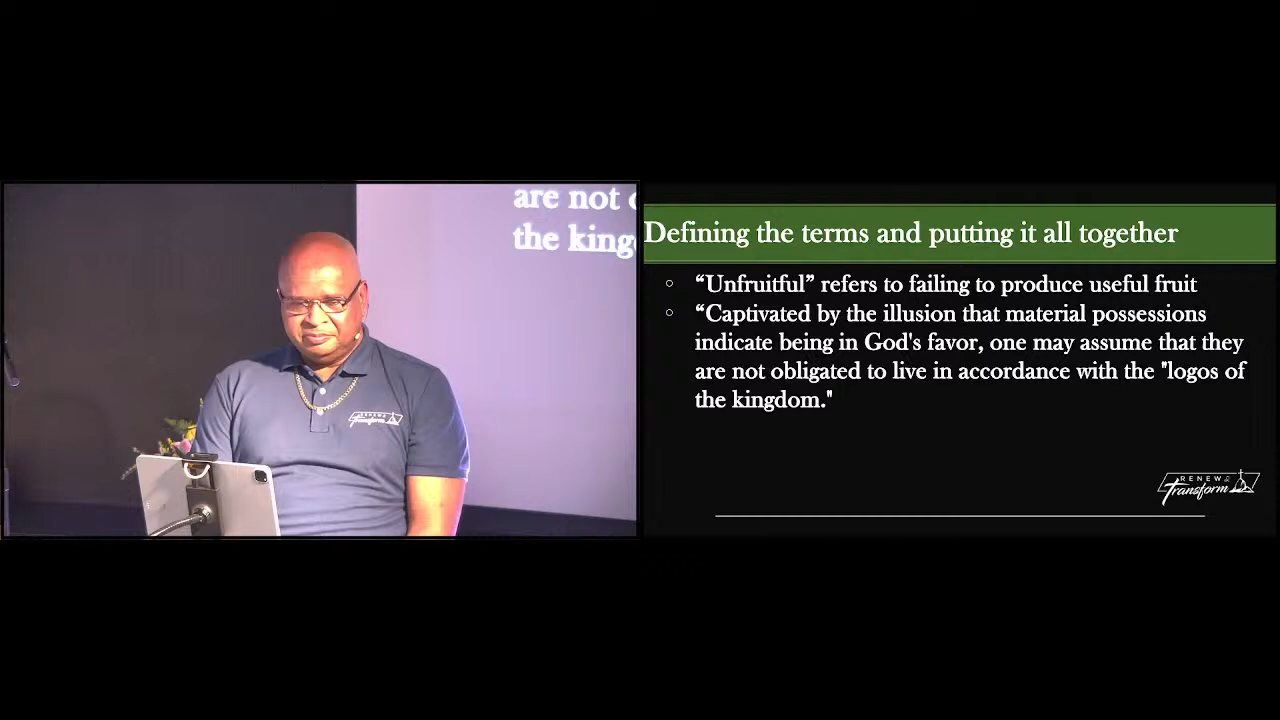 are not
the king
RENEW &
Transform
Defining the terms and putting it all together
“Unfruitful” refers to failing to produce useful fruit
“Captivated by the illusion that material possessions
indicate being in God's favor, one may assume that they
are not obligated to live in accordance with the "logos of
the kingdom."
RENEW &
Transform